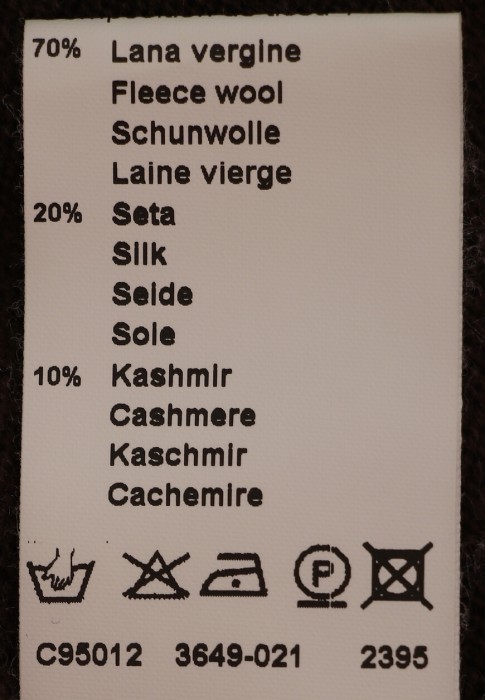 70% Lana vergine
Fleece wool
Schunwolle
Laine vierge
20% Seta
Silk
Seide
Soie
10% Kashmir
Cashmere
Kaschmir
Cachemire
P
C95012 3649-021 2395